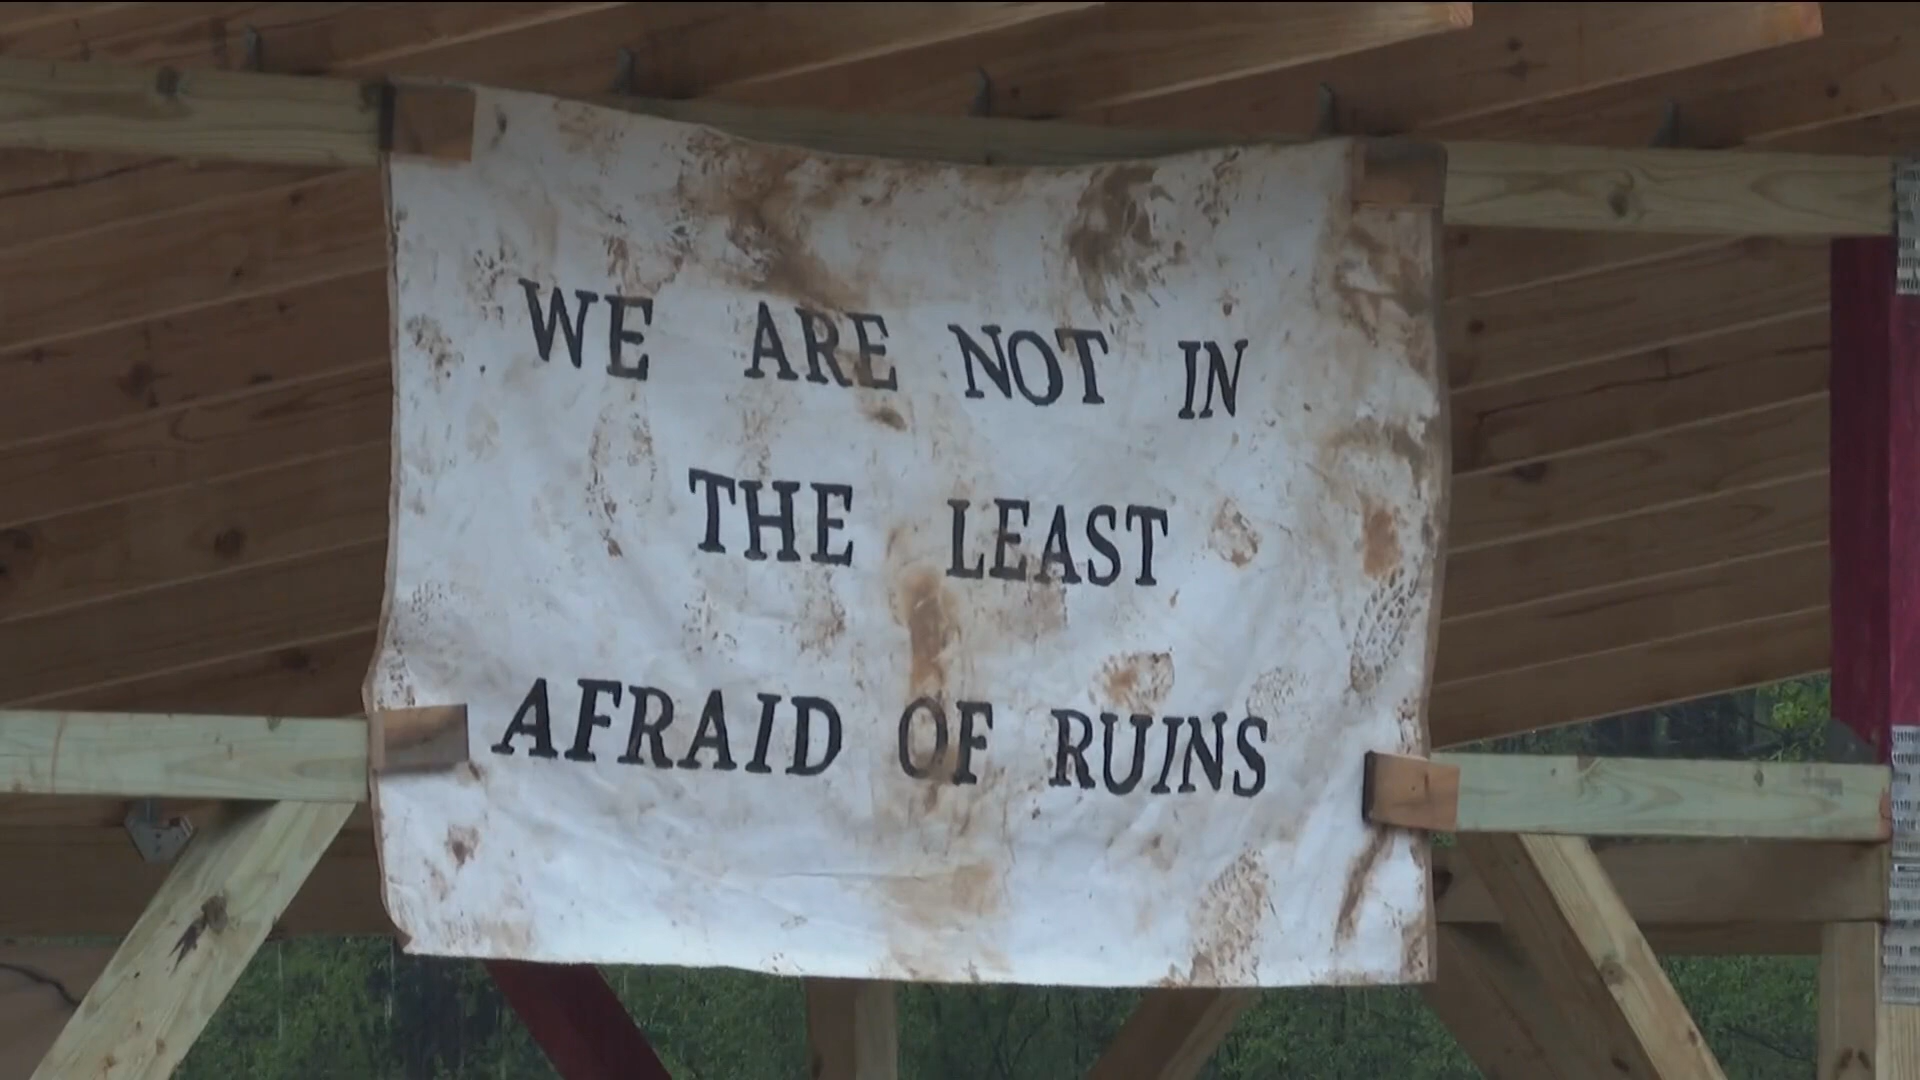 WE ARE NOT IN
THE LEAST
AFRAID OF RUINS